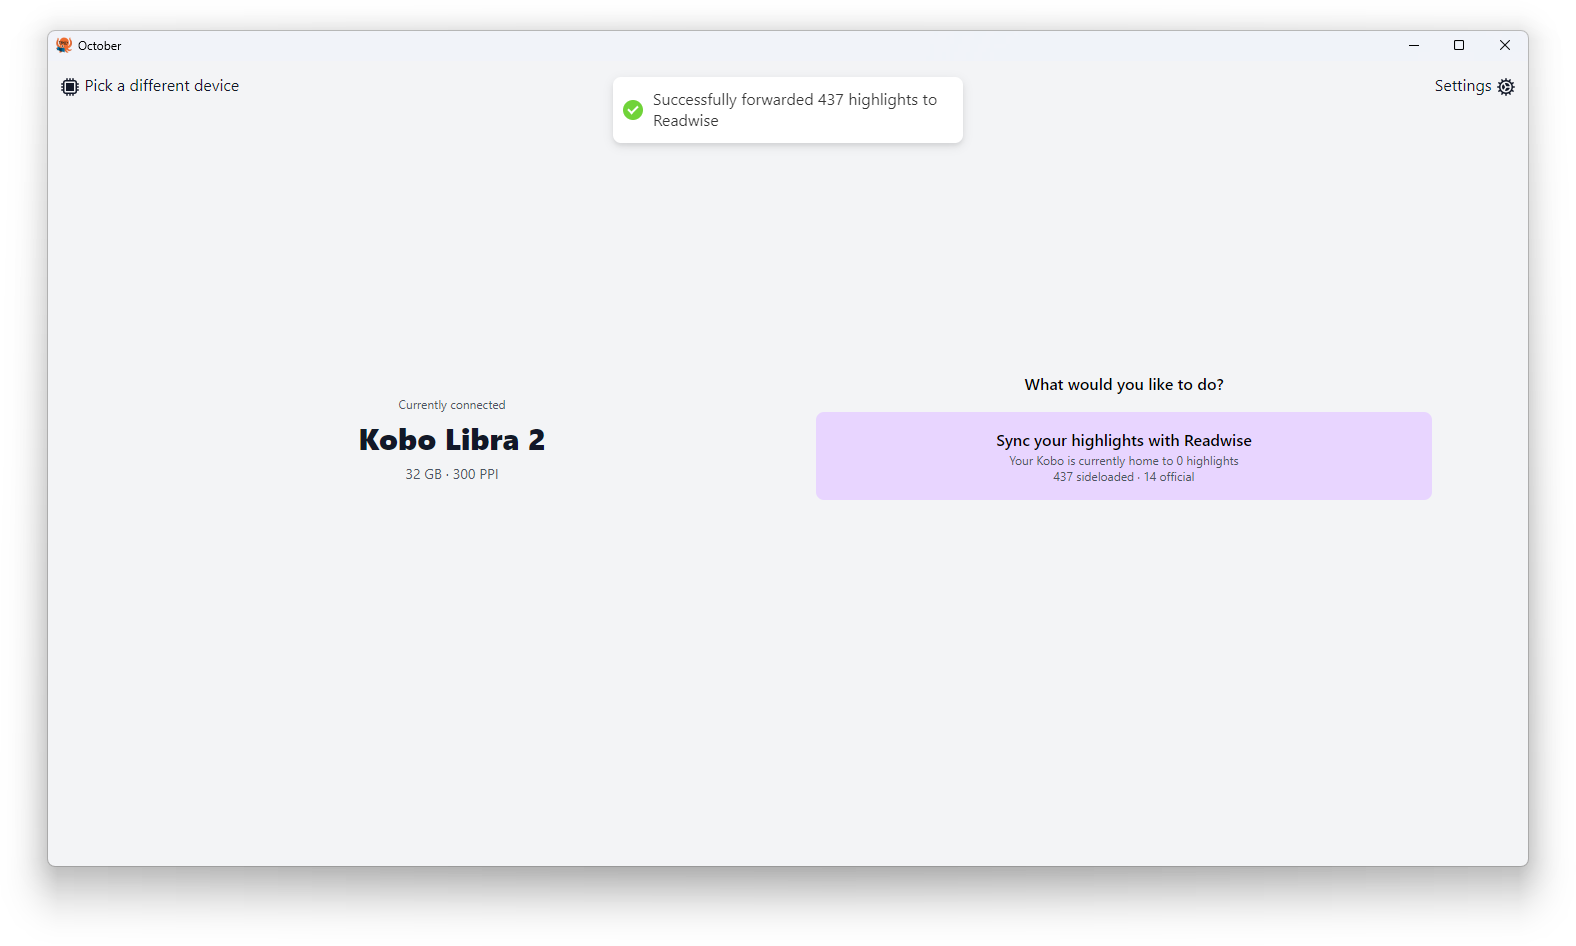 October
Pick a different device
Successfully forwarded 437 highlights to
Readwise
Settings
Currently connected
Kobo Libra 2
32 GB · 300 PPI
What would you like to do?
Sync your highlights with Readwise
Your Kobo is currently home to 0 highlights
437 sideloaded · 14 official